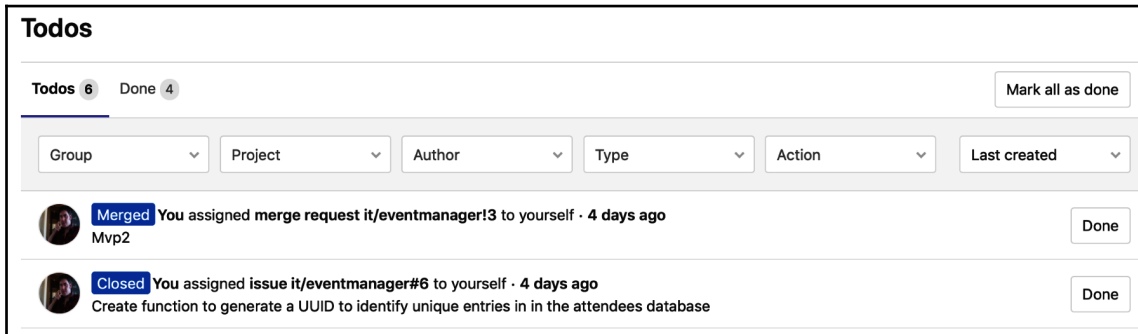 Todos
Todos 6 Done 4 Mark all as done
Group Project Author Type Action Last created
Merged You assigned merge request it/eventmanager!3 to yourself · 4 days ago
Mvp2
Done
Closed You assigned issue it/eventmanager#6 to yourself · 4 days ago
Create function to generate a UUID to identify unique entries in in the attendees database
Done